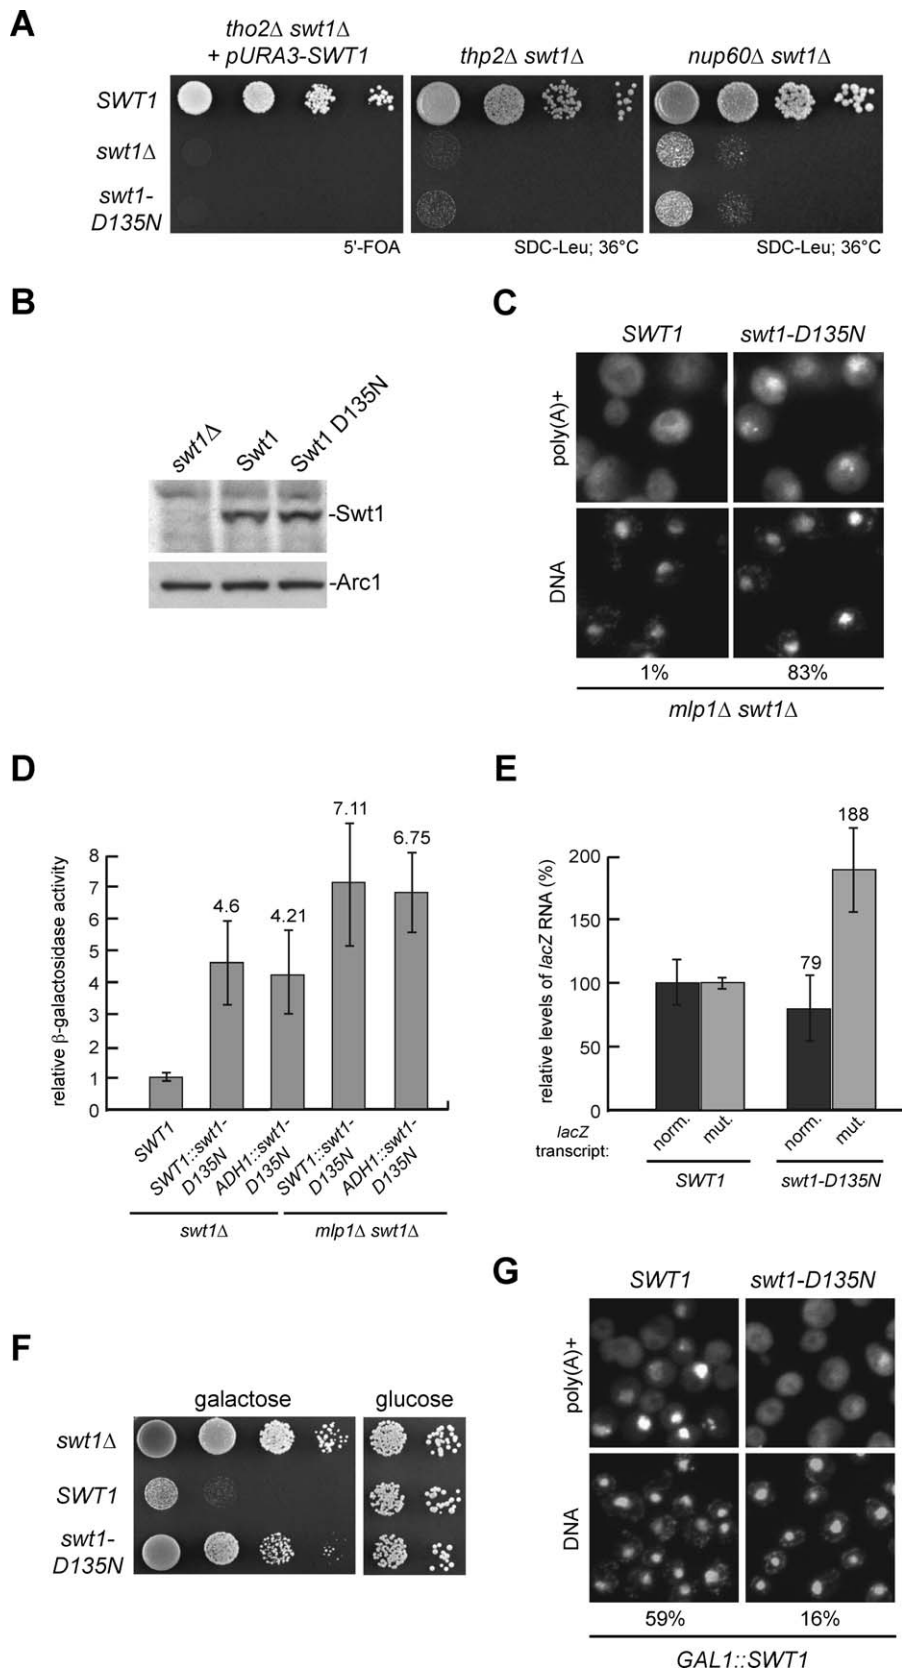 A
tho2Δ swt1Δ
+ pURA3-SWT1
thp2Δ swt1Δ
nup60Δ swt1Δ
SWT1
swt1Δ
swt1-
D135N
5'-FOA
SDC-Leu; 36°C
SDC-Leu; 36°C
B
swt1Δ
Swt1
Swt1 D135N
-Swt1
-Arc1
C
SWT1
swt1-D135N
poly(A)+
DNA
1%
83%
mlp1Δ swt1Δ
D
relative β-galactosidase activity
8
7
6
5
4
3
2
1
0
4.6
4.21
7.11
6.75
SWT1
SWT1::swt1-
D135N
ADH1::swt1-
D135N
SWT1::swt1-
D135N
ADH1::swt1-
D135N
swt1Δ
mlp1Δ swt1Δ
E
relative levels of lacZ RNA (%)
200
150
100
50
0
79
188
lacZ
transcript:
norm.
mut.
norm.
mut.
SWT1
swt1-D135N
F
galactose
glucose
swt1Δ
SWT1
swt1-
D135N
G
SWT1
swt1-D135N
poly(A)+
DNA
59%
16%
GAL1::SWT1